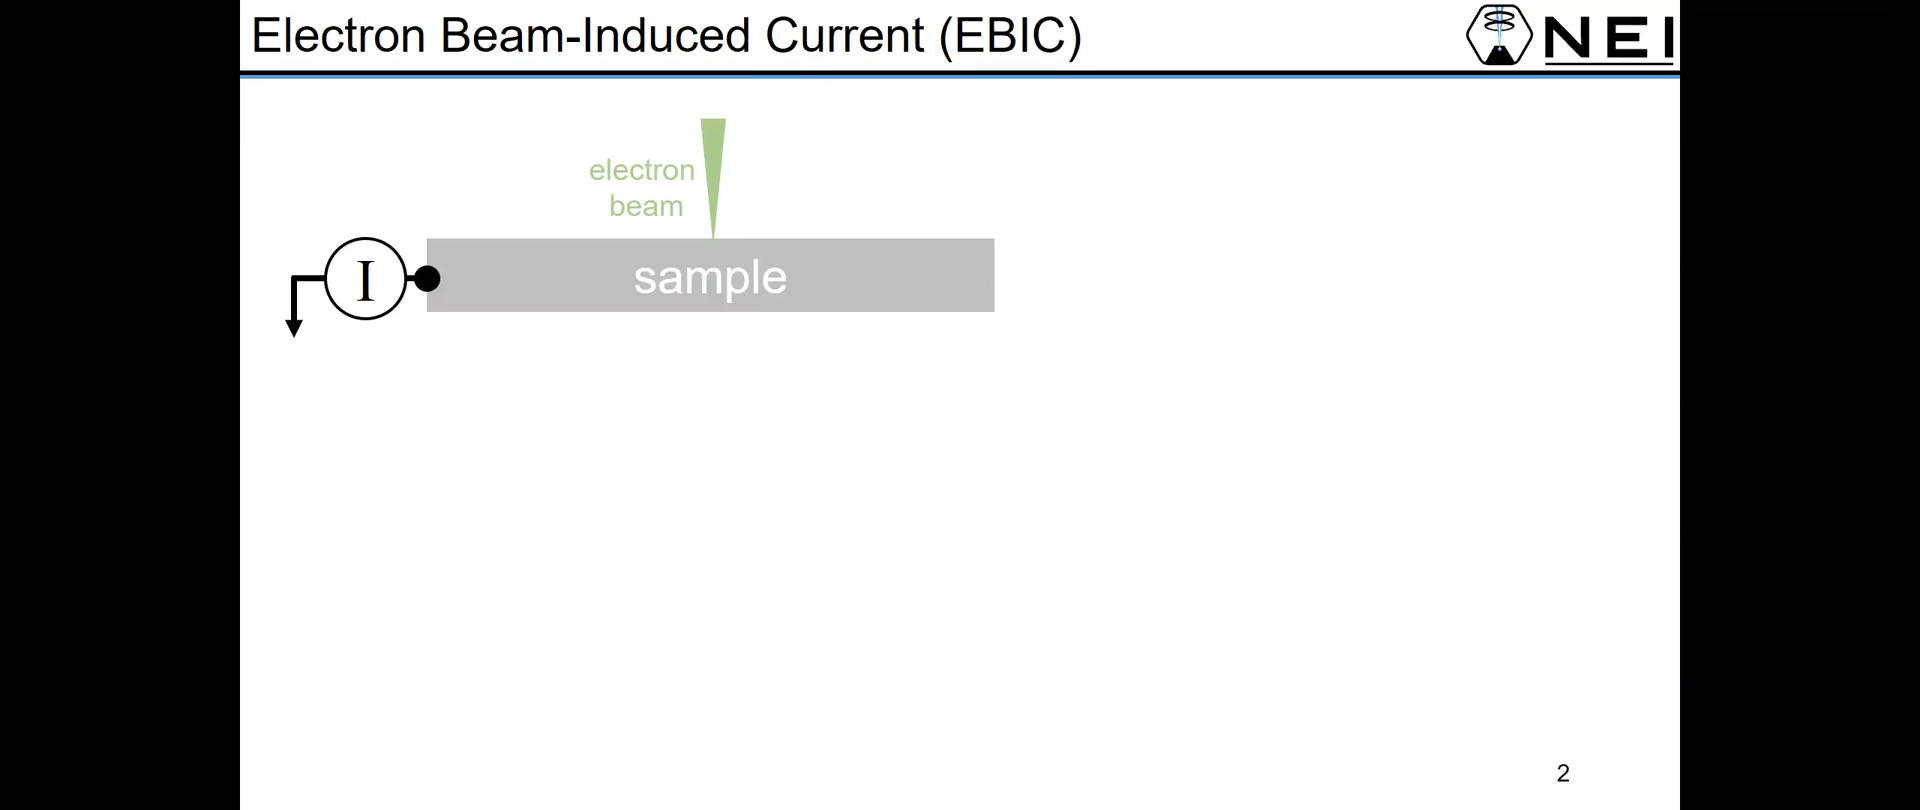 Electron Beam-Induced Current (EBIC)
NEI
electron
beam
I
sample
2